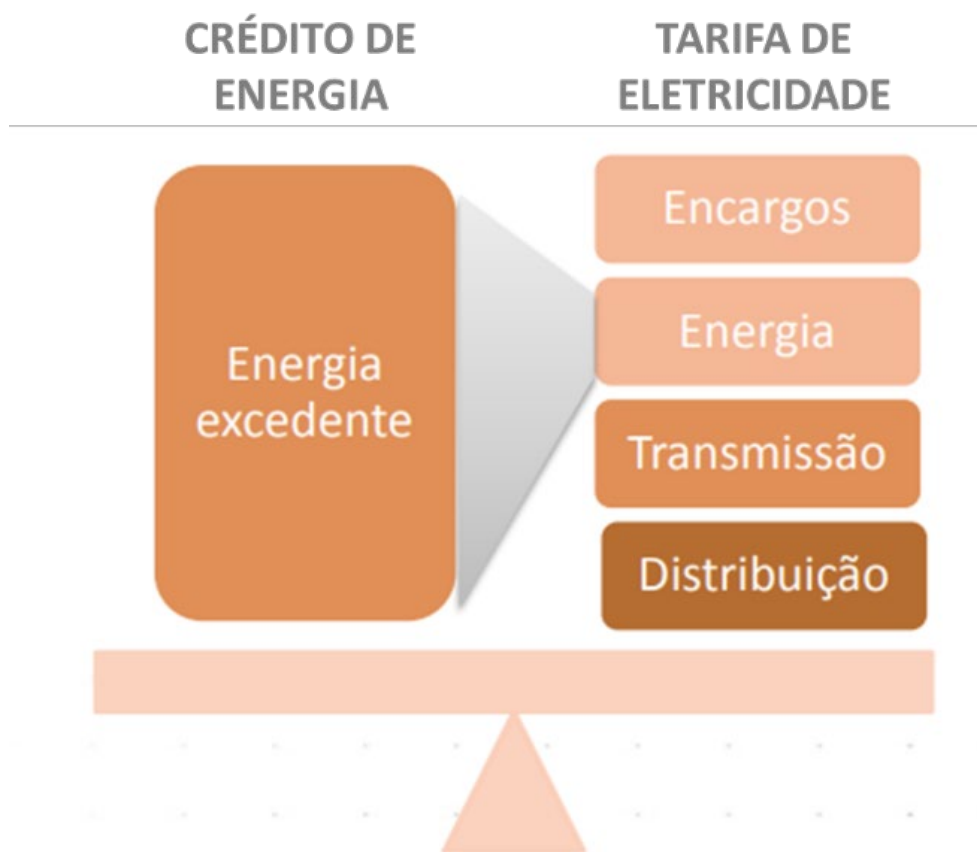 CRÉDITO DE
ENERGIA
TARIFA DE
ELETRICIDADE
Energia
excedente
Encargos
Energia
Transmissão
Distribuição